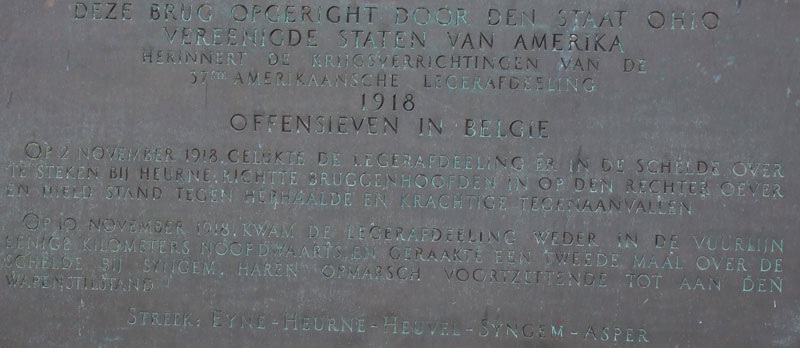 DEZE BRUG OPGERICHT DOOR DEN STAAT OHIO
VEREENIGDE STATEN VAN AMERIKA
HERINNERT DE KRIJGSVERRICHTINGEN VAN DE
37STE AMERIKAANSCHE LEGERAFDEELING
1918
OFFENSIEVEN IN BELGIE
OP 2 NOVEMBER 1918, GELUKTE DE LEGERAFDEELING ER IN DE SCHELDE OVER
TE STEKEN BIJ HEURNE, RICHTTE BRUGGENHOOFDEN IN OP DEN RECHTER OEVER
EN HIELD STAND TEGEN HERHAALDE EN KRACHTIGE TEGENAANVALLEN
OP 10 NOVEMBER 1918, KWAM DE LEGERAFDEELING WEDER IN DE VUURLIJN
EENIGE KILOMETERS NOORDWAARTS EN GERAAKTE EEN TWEEDE MAAL OVER DE
SCHELDE BIJ SYNGEM, HAREN OPMARSCH VOORTZETTENDE TOT AAN DEN
WAPENSTILSTAND
STREEK: EYNE-HEURNE-HEUVEL-SYNGEM-ASPER